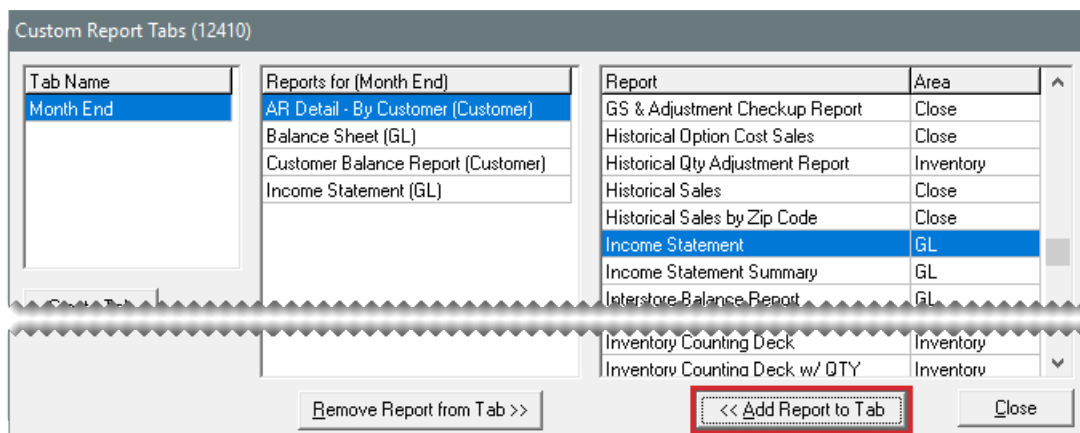 Custom Report Tabs (12410)
Tab Name
Month End
Reports for (Month End)
AR Detail - By Customer (Customer)
Balance Sheet (GL)
Customer Balance Report (Customer)
Income Statement (GL)
Report Area
GS & Adjustment Checkup Report Close
Historical Option Cost Sales Close
Historical Qty Adjustment Report Inventory
Historical Sales Close
Historical Sales by Zip Code Close
Income Statement GL
Income Statement Summary GL
Interstore Balance Report GL
Inventory Counting Deck Inventory
Inventory Counting Deck w/ QTY Inventory
Remove Report from Tab >>
<< Add Report to Tab
Close